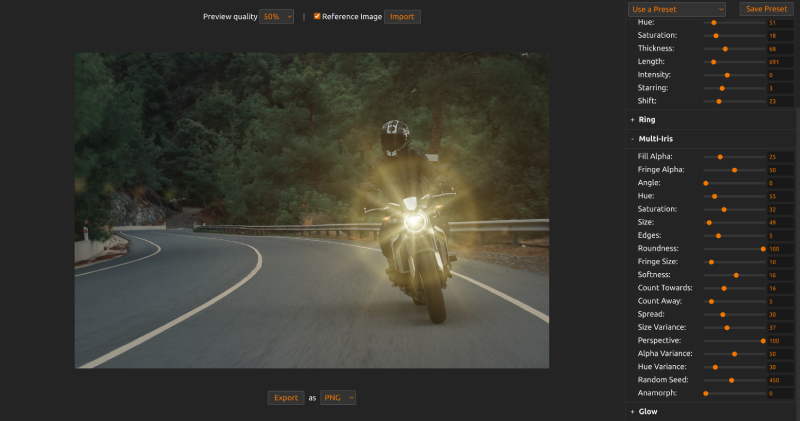 Preview quality 50% | Reference Image Import
Use a Preset Save Preset
Hue: 51
Saturation: 18
Thickness: 68
Length: 691
Intensity: 0
Starring: 3
Shift: 23
+ Ring
- Multi-Iris
Fill Alpha: 25
Fringe Alpha: 50
Angle: 0
Hue: 55
Saturation: 32
Size: 49
Edges: 5
Roundness: 100
Fringe Size: 10
Softness: 16
Count Towards: 16
Count Away: 5
Spread: 30
Size Variance: 37
Perspective: 100
Alpha Variance: 50
Hue Variance: 30
Random Seed: 450
Anamorph: 0
+ Glow
Export as PNG